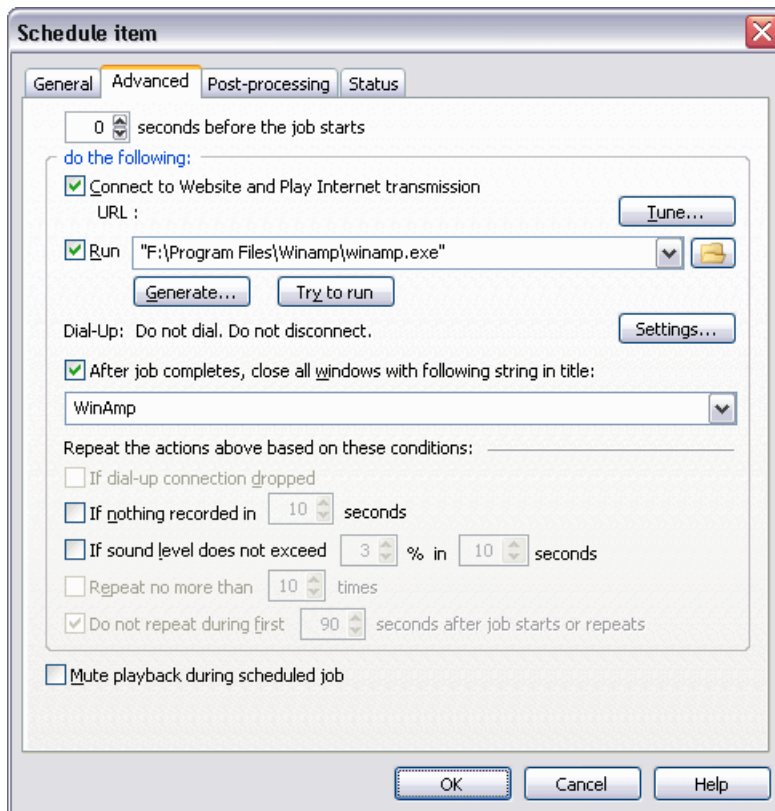 Schedule item
General Advanced Post-processing Status
0 seconds before the job starts
do the following:
Connect to Website and Play Internet transmission
URL : Tune...
Run "F:\Program Files\Winamp\winamp.exe"
Generate... Try to run
Dial-Up: Do not dial. Do not disconnect. Settings...
After job completes, close all windows with following string in title:
WinAmp
Repeat the actions above based on these conditions:
If dial-up connection dropped
If nothing recorded in 10 seconds
If sound level does not exceed 3 % in 10 seconds
Repeat no more than 10 times
Do not repeat during first 90 seconds after job starts or repeats
Mute playback during scheduled job
OK Cancel Help